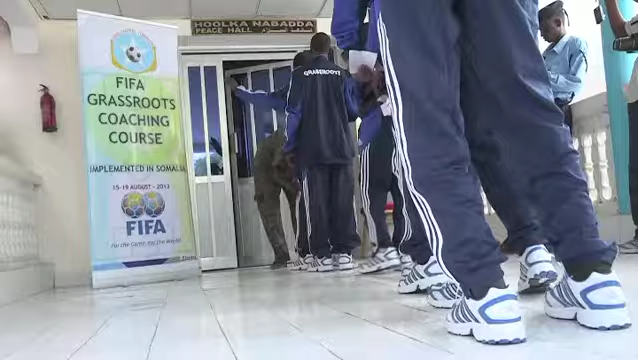 HOOLKA NABADDA
PEACE HALL
FIFA
GRASSROOTS
COACHING
COURSE
IMPLEMENTED IN SOMALIA
15-19 AUGUST - 2013
FIFA
For the Game. For the World.
GRASSROOTS